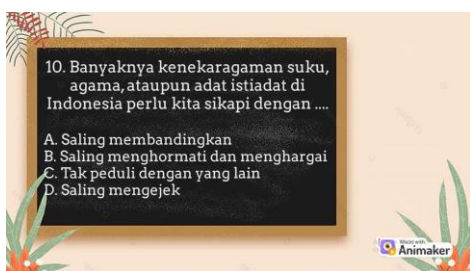 10. Banyaknya kenekaragaman suku,
agama, ataupun adat istiadat di
Indonesia perlu kita sikapi dengan ....
A. Saling membandingkan
B. Saling menghormati dan menghargai
C. Tak peduli dengan yang lain
D. Saling mengejek
Made with
Animaker